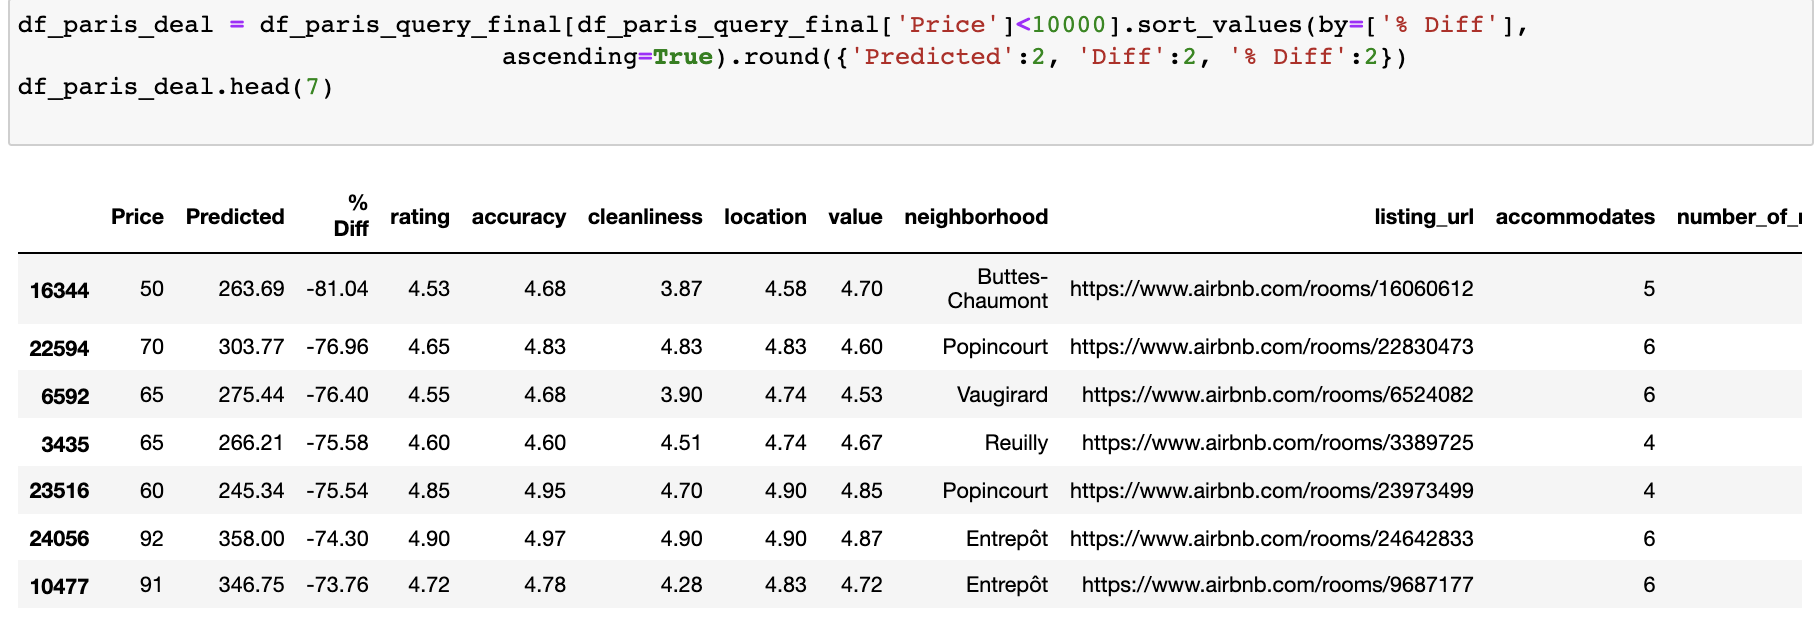 df_paris_deal = df_paris_query_final[df_paris_query_final['Price']<10000].sort_values(by=['% Diff'],
ascending=True).round({'Predicted':2, 'Diff':2, '% Diff':2})
df_paris_deal.head(7)
Price Predicted % Diff rating accuracy cleanliness location value neighborhood listing_url accommodates number_of_
16344 50 263.69 -81.04 4.53 4.68 3.87 4.58 4.70 Buttes-Chaumont https://www.airbnb.com/rooms/16060612 5
22594 70 303.77 -76.96 4.65 4.83 4.83 4.83 4.60 Popincourt https://www.airbnb.com/rooms/22830473 6
6592 65 275.44 -76.40 4.55 4.68 3.90 4.74 4.53 Vaugirard https://www.airbnb.com/rooms/6524082 6
3435 65 266.21 -75.58 4.60 4.60 4.51 4.74 4.67 Reuilly https://www.airbnb.com/rooms/3389725 4
23516 60 245.34 -75.54 4.85 4.95 4.70 4.90 4.85 Popincourt https://www.airbnb.com/rooms/23973499 4
24056 92 358.00 -74.30 4.90 4.97 4.90 4.90 4.87 Entrepôt https://www.airbnb.com/rooms/24642833 6
10477 91 346.75 -73.76 4.72 4.78 4.28 4.83 4.72 Entrepôt https://www.airbnb.com/rooms/9687177 6